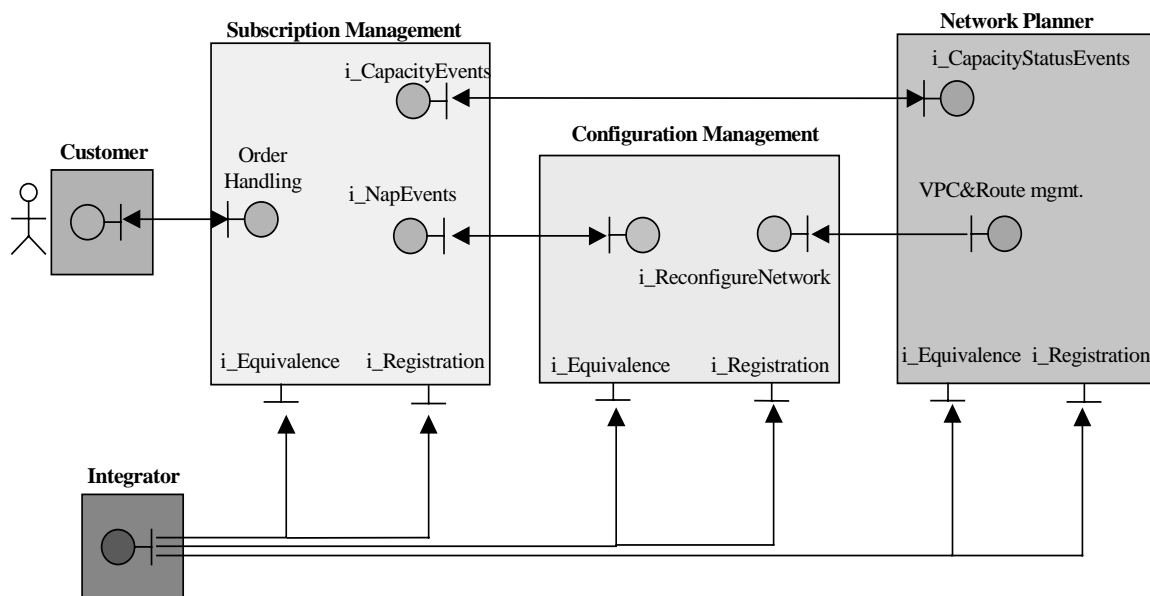 Subscription Management
Network Planner
i_CapacityEvents
i_CapacityStatusEvents
Configuration Management
Customer
Order
Handling
i_NapEvents
VPC&Route mgmt.
i_ReconfigureNetwork
i_Equivalence
i_Registration
i_Equivalence
i_Registration
i_Equivalence
i_Registration
Integrator